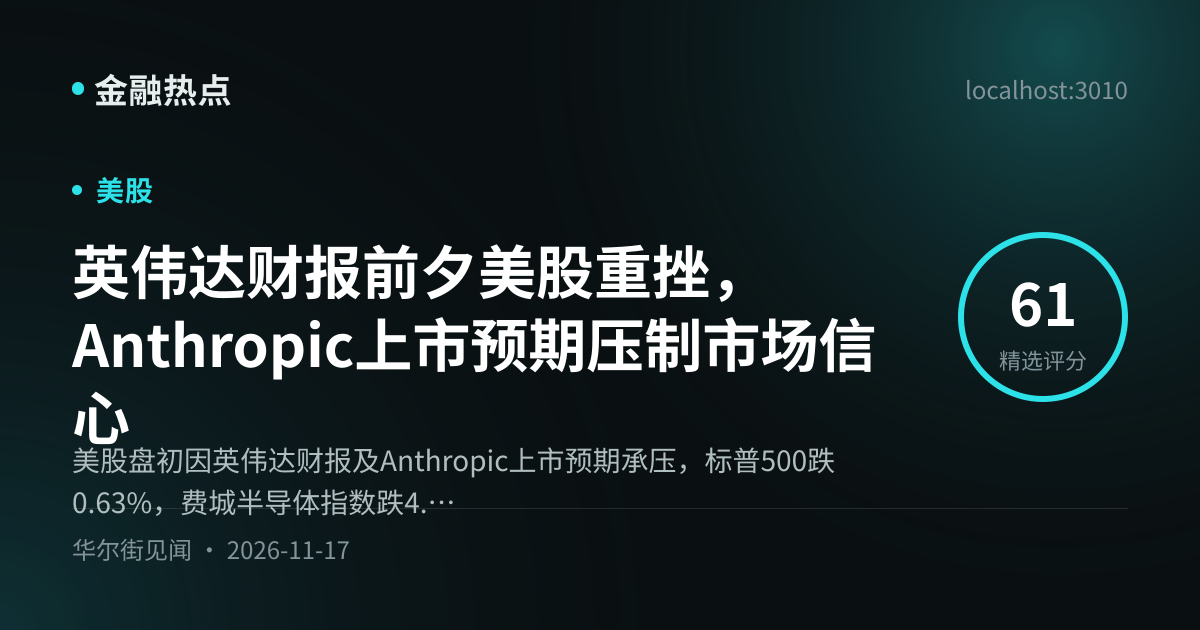 金融热点
localhost:3010
美股
英伟达财报前夕美股重挫，
Anthropic上市预期压制市场信
心
61
精选评分
美股盘初因英伟达财报及Anthropic上市预期承压，标普500跌
0.63%，费城半导体指数跌4.…
华尔街见闻 · 2026-11-17